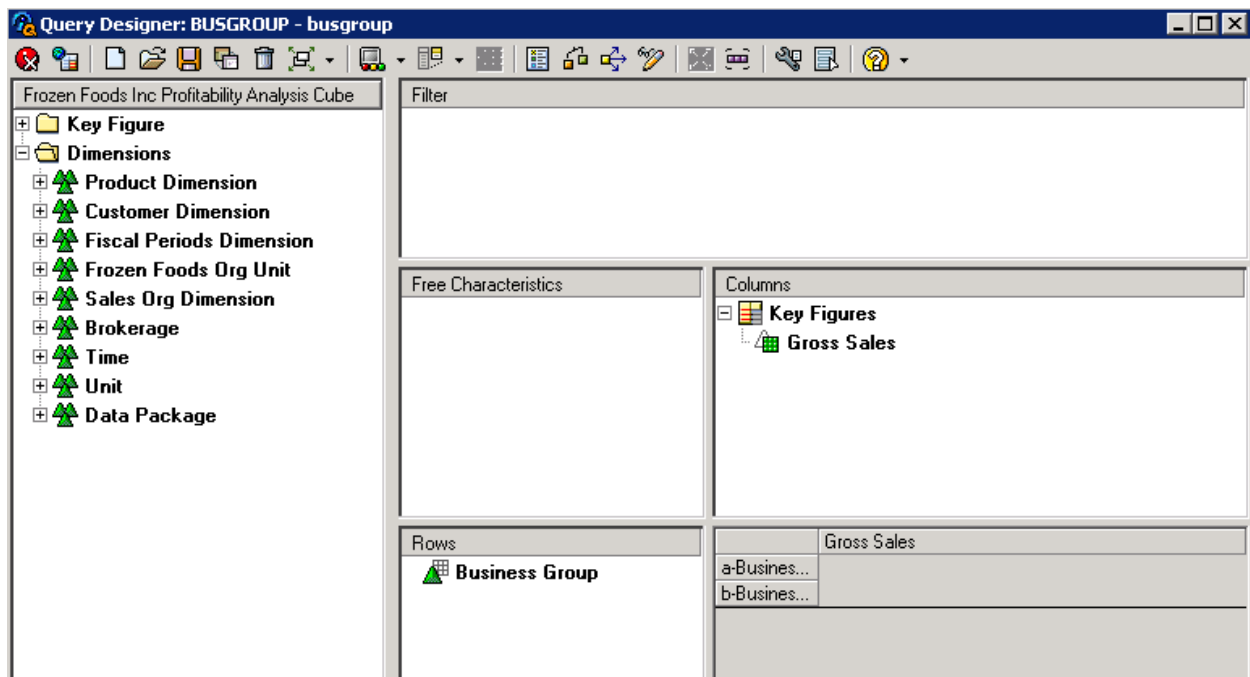 Query Designer: BUSGROUP - busgroup
Frozen Foods Inc Profitability Analysis Cube
Key Figure
Dimensions
Product Dimension
Customer Dimension
Fiscal Periods Dimension
Frozen Foods Org Unit
Sales Org Dimension
Brokerage
Time
Unit
Data Package
Filter
Free Characteristics
Columns
Key Figures
Gross Sales
Rows
Business Group
Gross Sales
a-Busines...
b-Busines...